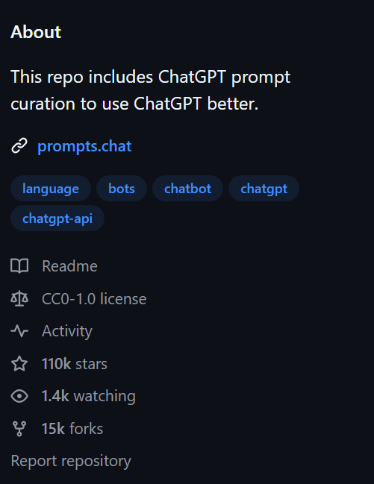 About
This repo includes ChatGPT prompt
curation to use ChatGPT better.
prompts.chat
language bots chatbot chatgpt
chatgpt-api
Readme
CC0-1.0 license
Activity
110k stars
1.4k watching
15k forks
Report repository